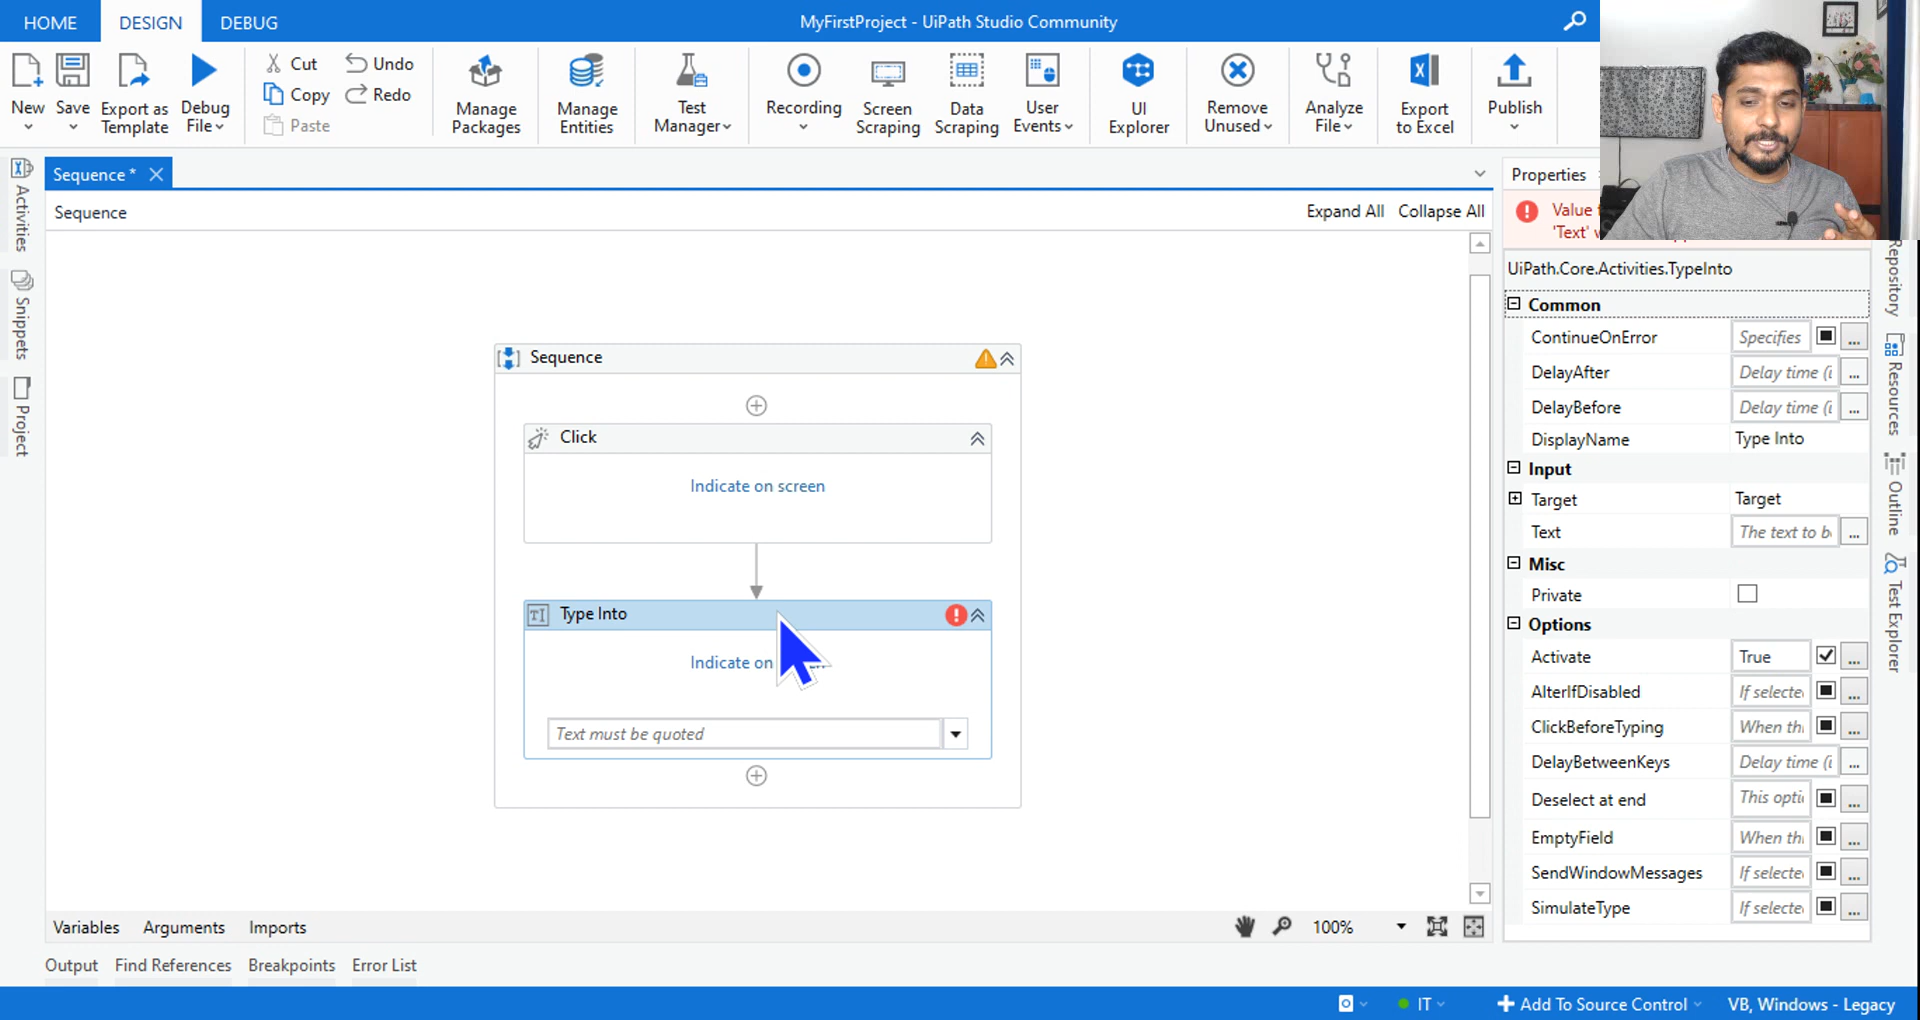 HOME DESIGN DEBUG
MyFirstProject - UiPath Studio Community
New
Save
Export as
Template
Debug
File
Cut
Copy
Paste
Undo
Redo
Manage
Packages
Manage
Entities
Test
Manager
Recording
Screen
Scraping
Data
Scraping
User
Events
UI
Explorer
Remove
Unused
Analyze
File
Export
to Excel
Publish
Activities
Snippets
Project
Sequence *
Sequence
Expand All Collapse All
Sequence
Click
Indicate on screen
Type Into
Indicate on
Text must be quoted
Properties
Value
'Text'
UiPath.Core.Activities.TypeInto
Common
ContinueOnError Specifies ...
DelayAfter Delay time (i ...
DelayBefore Delay time (i ...
DisplayName Type Into
Input
Target Target
Text The text to b ...
Misc
Private
Options
Activate True ...
AlterIfDisabled If selecte ...
ClickBeforeTyping When thi ...
DelayBetweenKeys Delay time (i ...
Deselect at end This opti ...
EmptyField When thi ...
SendWindowMessages If selecte ...
SimulateType If selecte ...
Repository
Resources
Outline
Test Explorer
Variables Arguments Imports
100%
Output Find References Breakpoints Error List
IT
Add To Source Control
VB, Windows - Legacy